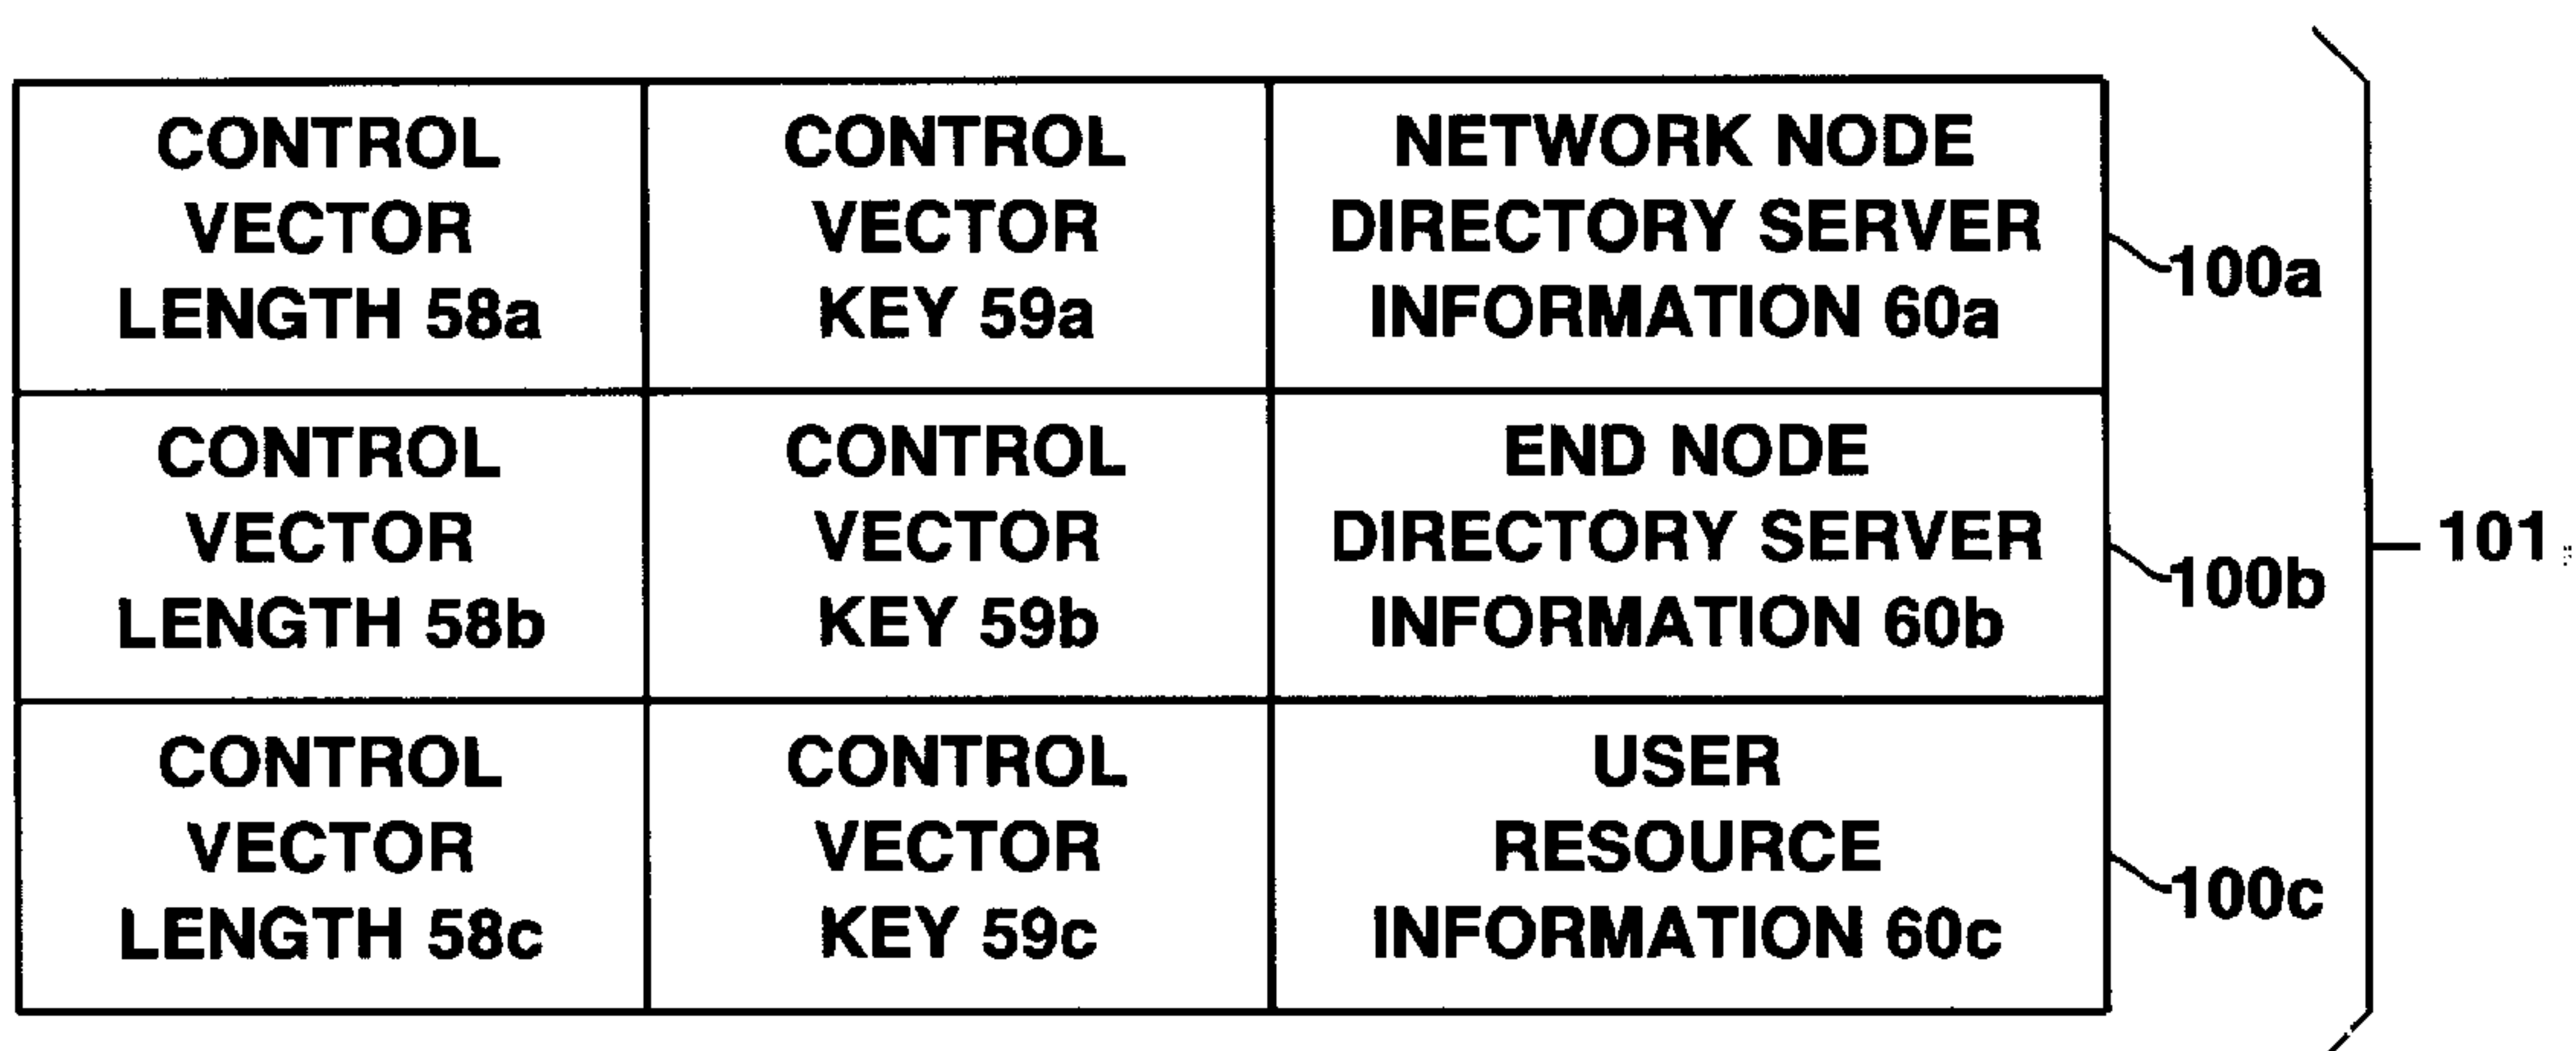 CONTROL
VECTOR
LENGTH 58a
CONTROL
VECTOR
KEY 59a
NETWORK NODE
DIRECTORY SERVER
INFORMATION 60a
100a
CONTROL
VECTOR
LENGTH 58b
CONTROL
VECTOR
KEY 59b
END NODE
DIRECTORY SERVER
INFORMATION 60b
100b
101
CONTROL
VECTOR
LENGTH 58c
CONTROL
VECTOR
KEY 59c
USER
RESOURCE
INFORMATION 60c
100c